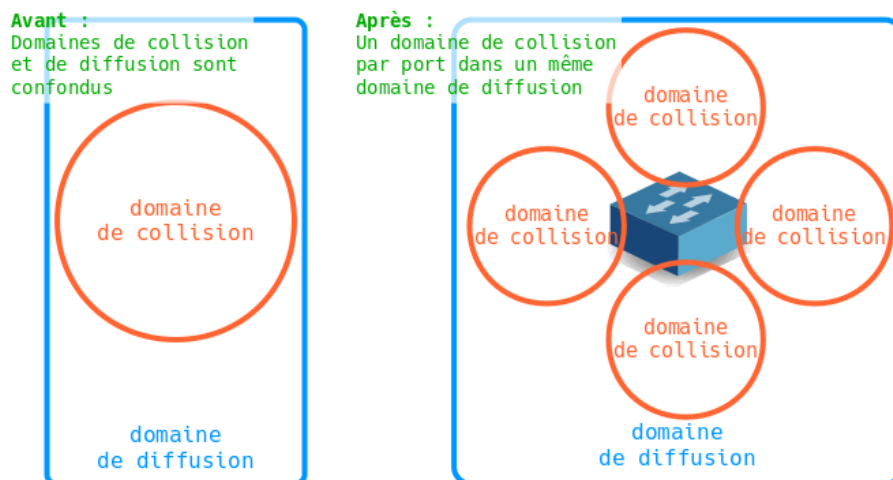 Avant :
Domaines de collision
et de diffusion sont
confondus
domaine
de collision
domaine
de diffusion
Après :
Un domaine de collision
par port dans un même
domaine de diffusion
domaine
de collision
domaine
de collision
domaine
de collision
domaine
de collision
domaine
de diffusion